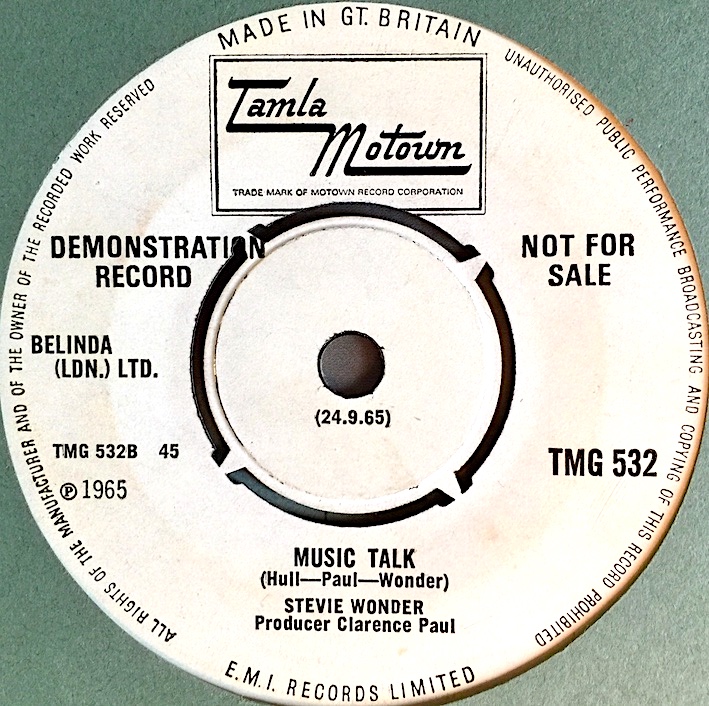 MADE IN GT. BRITAIN
UNAUTHORISED PUBLIC PERFORMANCE BROADCASTING AND COPYING OF THIS RECORD PROHIBITED
E.M.I. RECORDS LIMITED
ALL RIGHTS OF THE MANUFACTURER AND OF THE OWNER OF THE RECORDED WORK RESERVED
Tamla
Motown
TRADE MARK OF MOTOWN RECORD CORPORATION
DEMONSTRATION
RECORD
NOT FOR
SALE
BELINDA
(LDN.) LTD.
(24.9.65)
TMG 532B 45
℗ 1965
TMG 532
MUSIC TALK
(Hull—Paul—Wonder)
STEVIE WONDER
Producer Clarence Paul